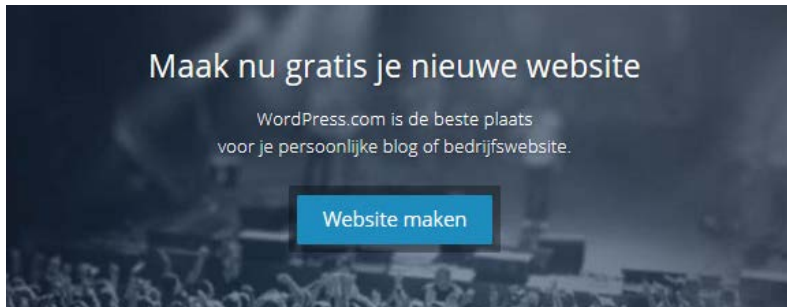 Maak nu gratis je nieuwe website
WordPress.com is de beste plaats
voor je persoonlijke blog of bedrijfswebsite.
Website maken